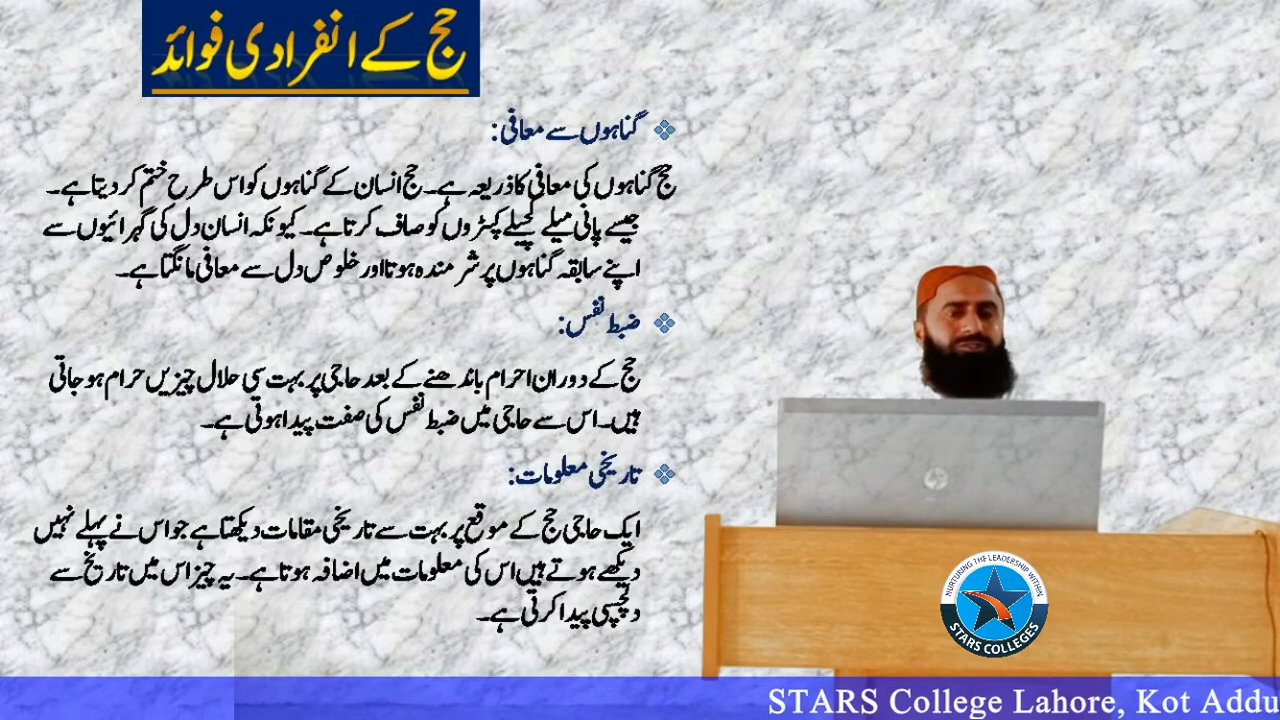 حج کے انفرادی فوائد
گناہوں سے معافی:
حج گناہوں کی معافی کا ذریعہ ہے۔ حج انسان کے گناہوں کو اس طرح ختم کر دیتا ہے۔
جیسے پانی میلے کچیلے کپڑوں کو صاف کرتا ہے۔ کیونکہ انسان دل کی گہرائیوں سے
اپنے سابقہ گناہوں پر شرمندہ ہوتا اور خلوص دل سے معافی مانگتا ہے۔
ضبط نفس:
حج کے دوران احرام باندھنے کے بعد حاجی پر بہت سی حلال چیزیں حرام ہو جاتی
ہیں۔ اس سے حاجی میں ضبط نفس کی صفت پیدا ہوتی ہے۔
تاریخی معلومات:
ایک حاجی حج کے موقع پر بہت سے تاریخی مقامات دیکھتا ہے جو اس نے پہلے نہیں
دیکھے ہوتے ہیں اس کی معلومات میں اضافہ ہوتا ہے۔ یہ چیز اس میں تاریخ سے
دلچسپی پیدا کرتی ہے۔
NURTURING THE LEADERSHIP WITHIN
STARS COLLEGES
STARS College Lahore, Kot Addu